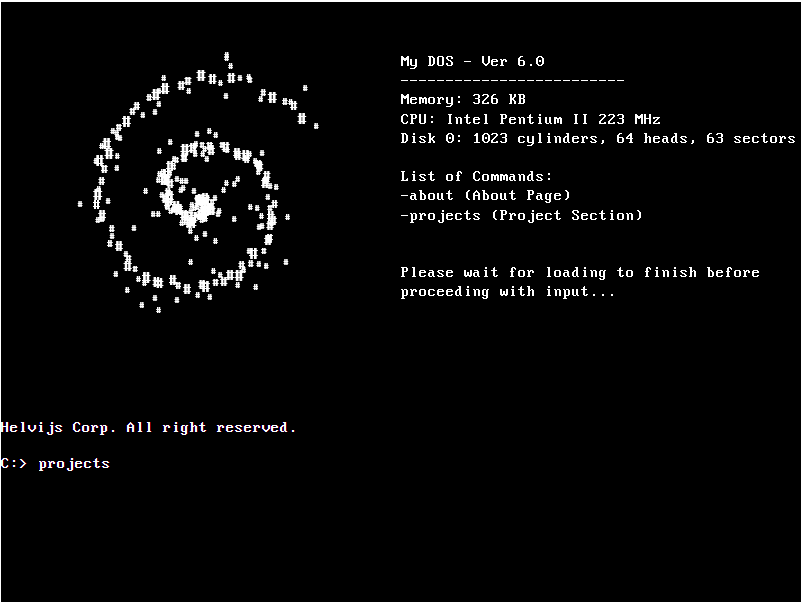 My DOS - Ver 6.0
-------------------------
Memory: 326 KB
CPU: Intel Pentium II 223 MHz
Disk 0: 1023 cylinders, 64 heads, 63 sectors
List of Commands:
-about (About Page)
-projects (Project Section)
Please wait for loading to finish before
proceeding with input...
Helvijs Corp. All right reserved.
C:> projects